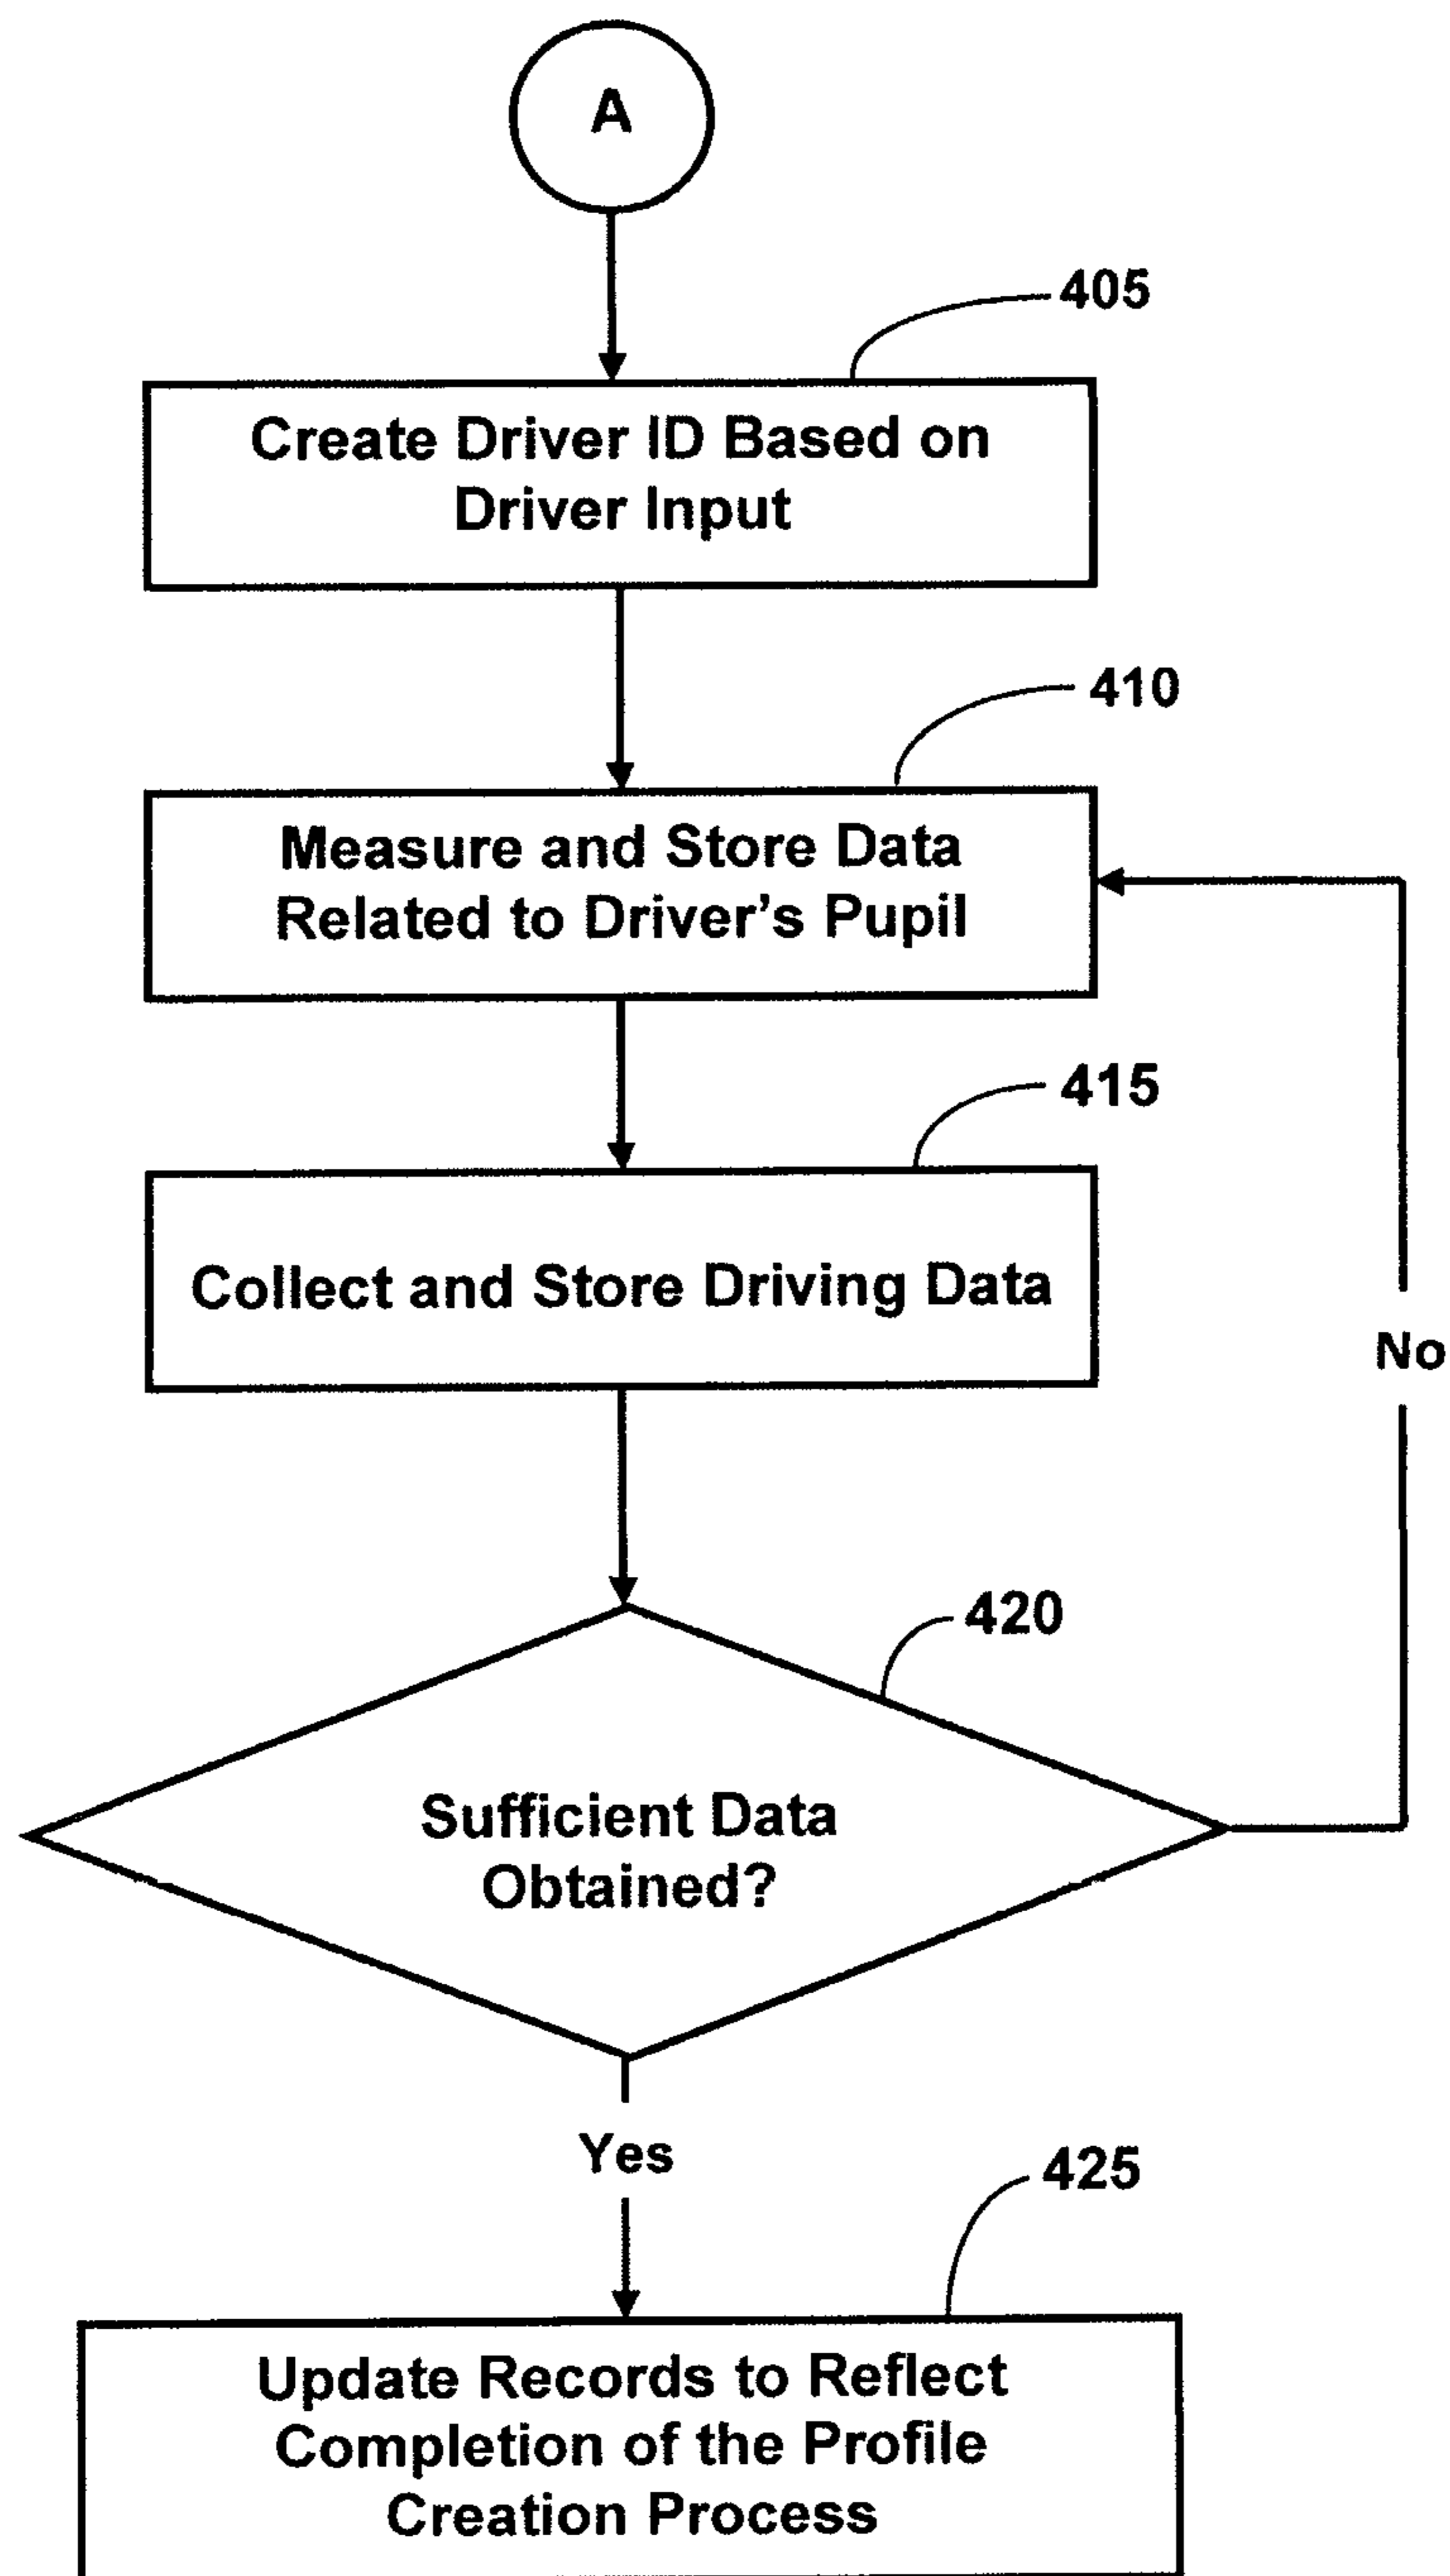 A
405
Create Driver ID Based on
Driver Input
410
Measure and Store Data
Related to Driver’s Pupil
415
Collect and Store Driving Data
No
420
Sufficient Data
Obtained?
Yes
425
Update Records to Reflect
Completion of the Profile
Creation Process